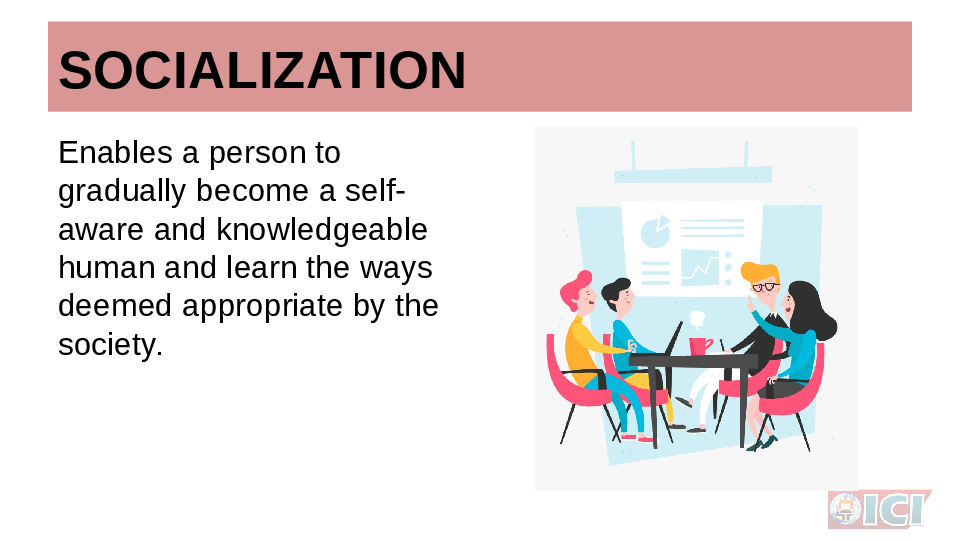 SOCIALIZATION
Enables a person to
gradually become a self-
aware and knowledgeable
human and learn the ways
deemed appropriate by the
society.
ICI